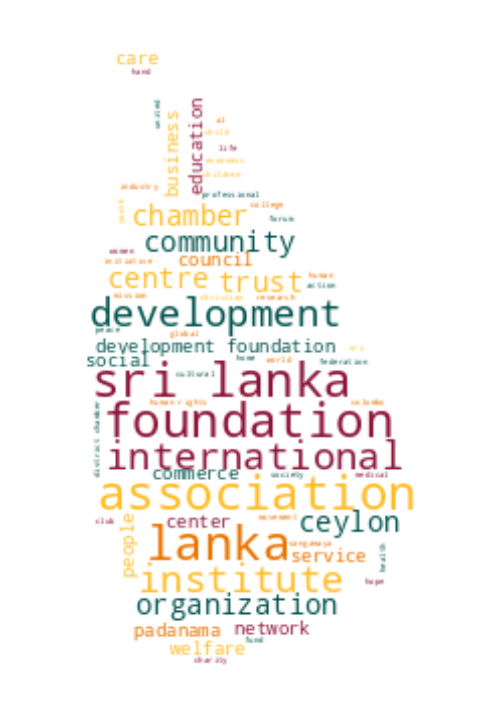 care
hand
united
business
education
al
child
life
economic
children
industry
professional
youth
college
chamber
forum
community
women
initiative
council
centre
trust
human
action
mission
christian
research
development
peace
global
development foundation
sri
social
home
world
federation
cultural
sri lanka
human rights
colombo
foundation
district chamber
international
commerce
society
medical
association
club
center
movement
ceylon
people
lanka
sangamaya
service
health
institute
hope
organization
padanama
network
fund
welfare
charity